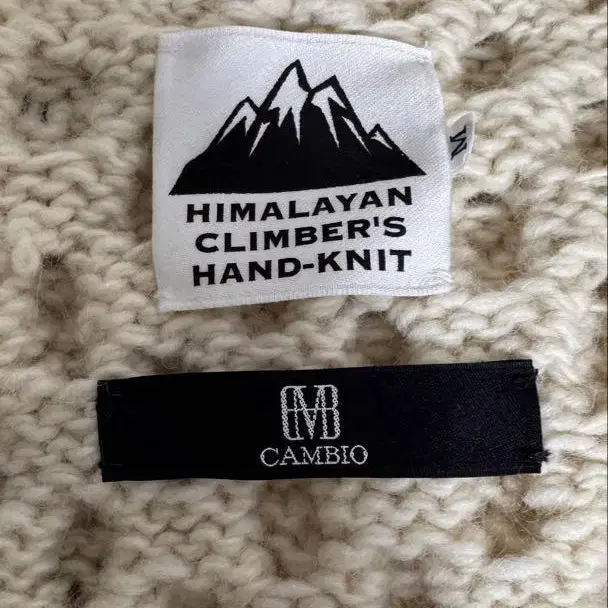 HIMALAYAN
CLIMBER'S
HAND-KNIT
M
CAMBIO